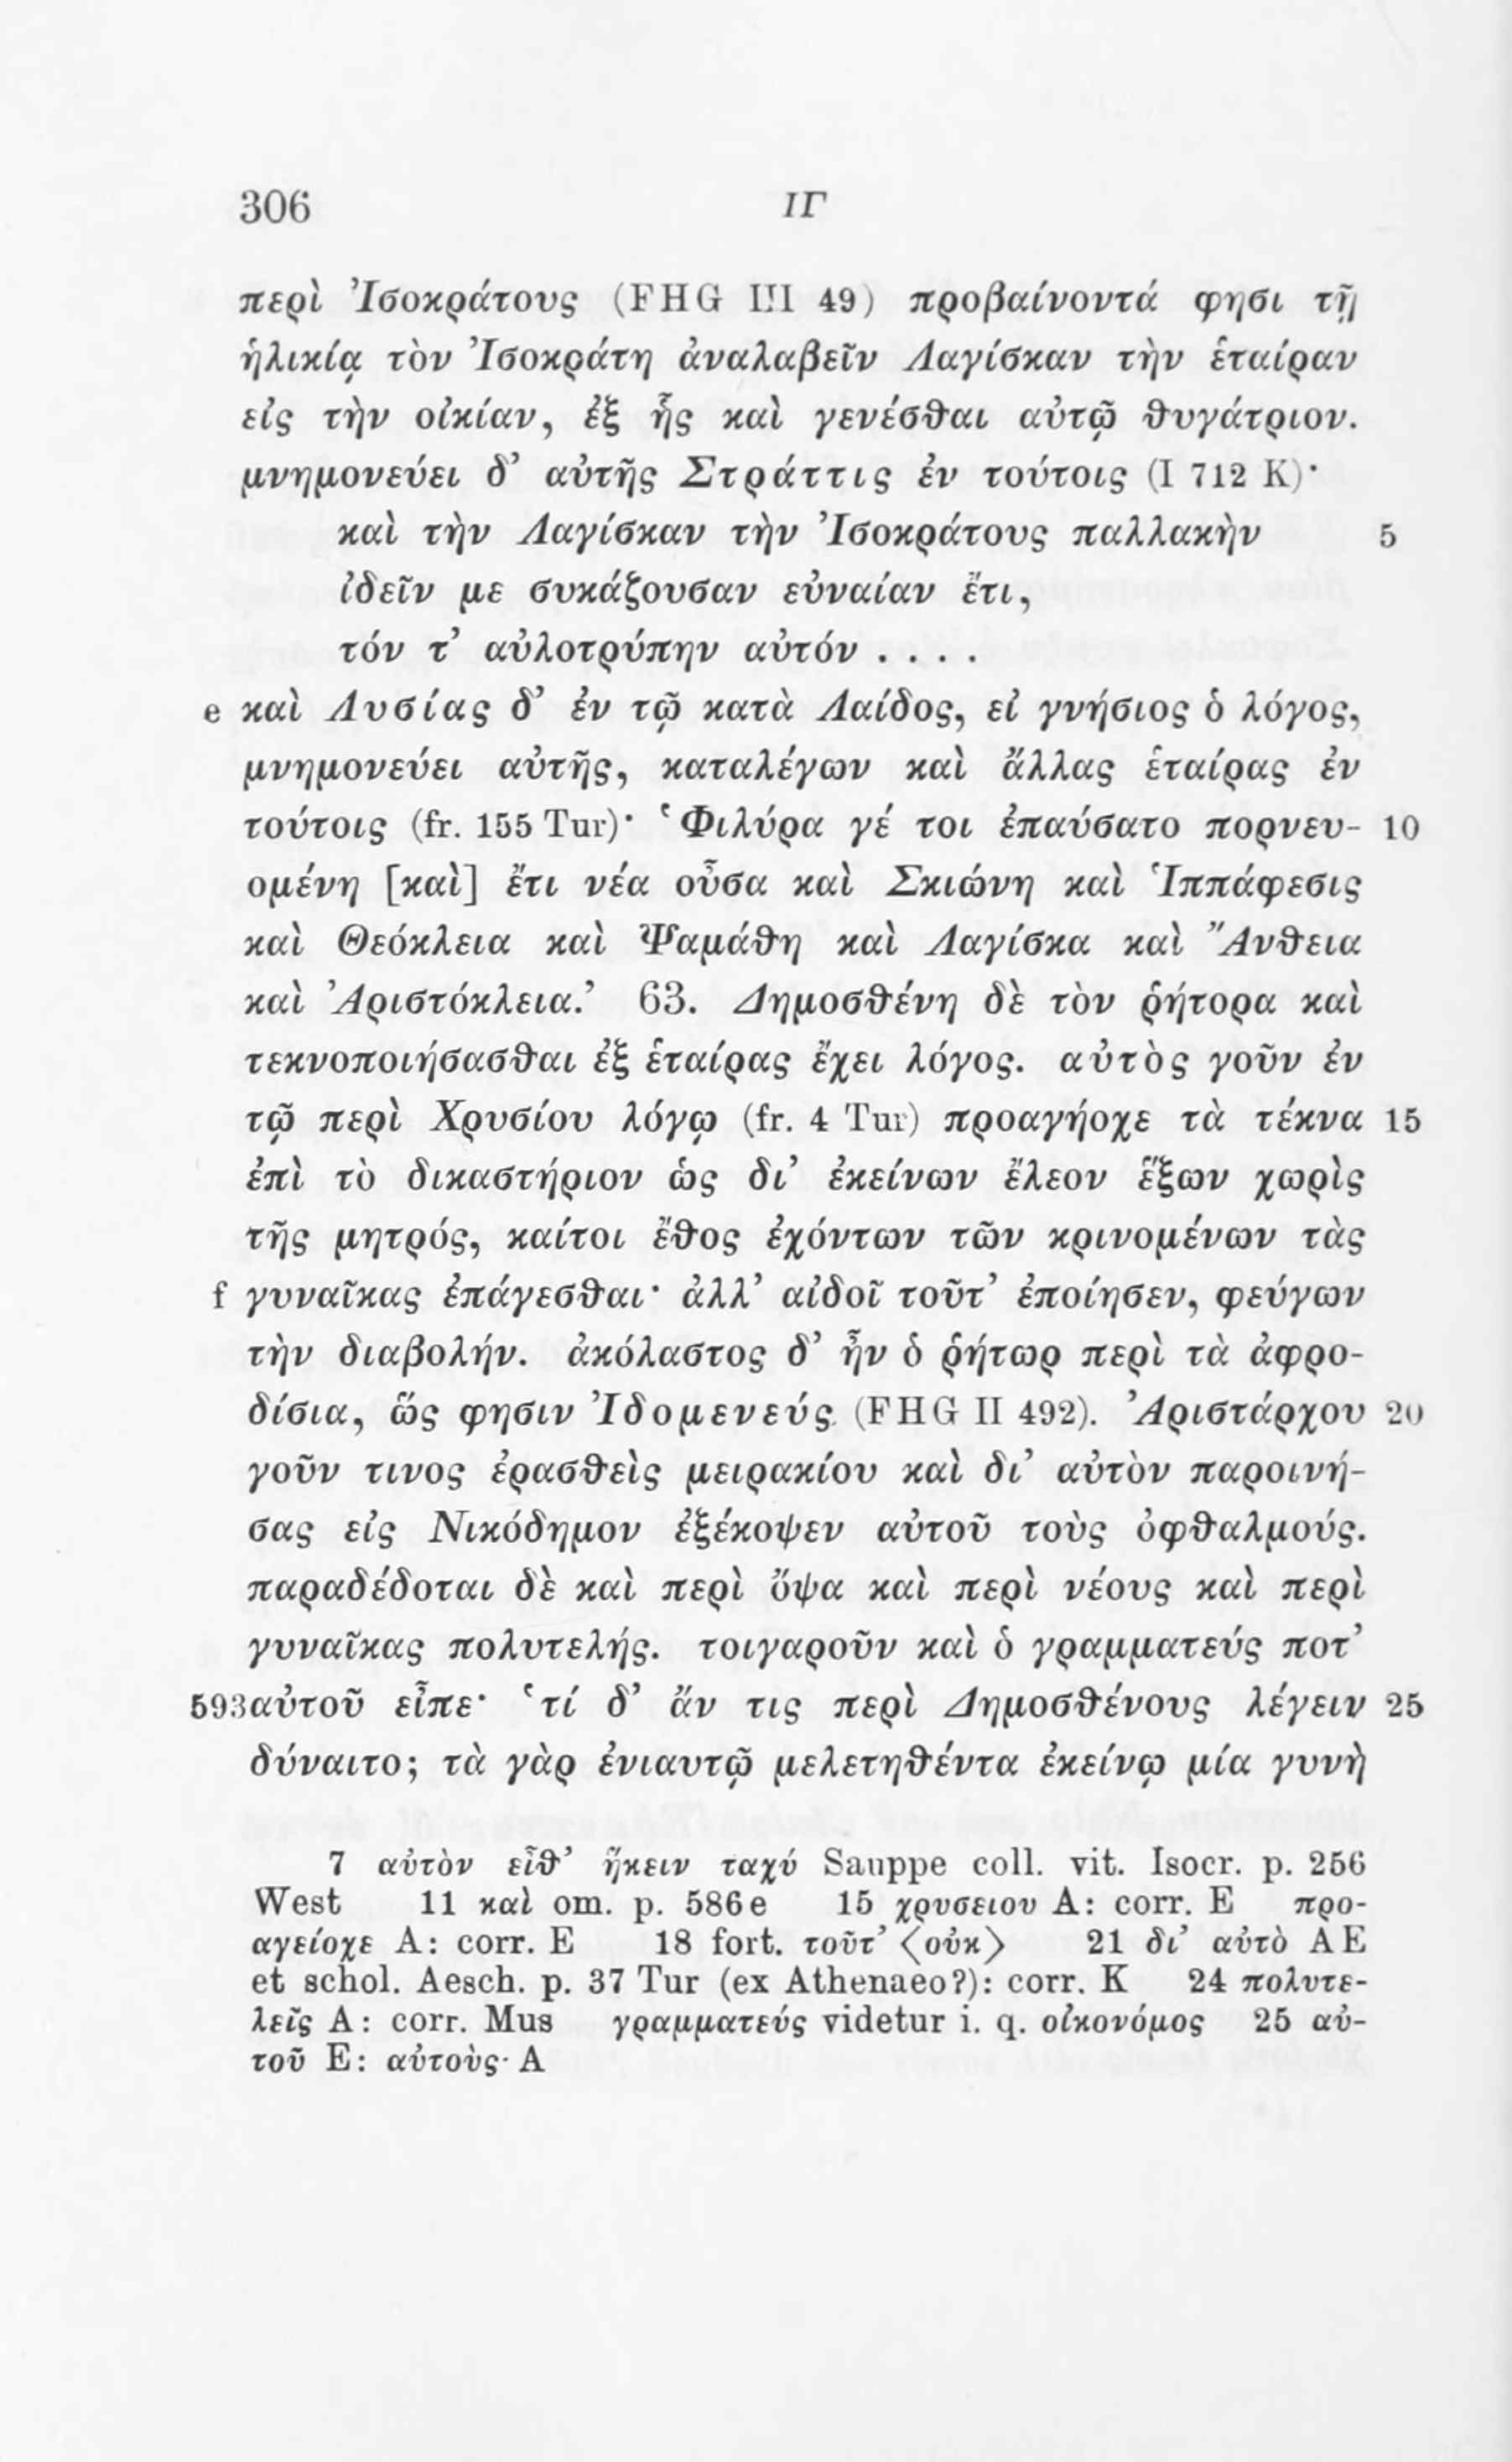 306 ΙΓ
περὶ Ἰσοκράτους (FHG III 49) προβαίνοντά φησι τῇ
ἡλικίᾳ τὸν Ἰσοκράτη ἀναλαβεῖν Λαγίσκαν τὴν ἑταίραν
εἰς τὴν οἰκίαν, ἐξ ἧς καὶ γενέσθαι αὐτῷ θυγάτριον.
μνημονεύει δ’ αὐτῆς Στράττις ἐν τούτοις (I 712 K)·
καὶ τὴν Λαγίσκαν τὴν Ἰσοκράτους παλλακὴν 5
ἰδεῖν με συκάζουσαν εὐναίαν ἔτι,
τόν τ’ αὐλοτρύπην αὐτόν . . . .
e καὶ Λυσίας δ’ ἐν τῷ κατὰ Λαίδος, εἰ γνήσιος ὁ λόγος,
μνημονεύει αὐτῆς, καταλέγων καὶ ἄλλας ἑταίρας ἐν
τούτοις (fr. 155 Tur)· ‘Φιλύρα γέ τοι ἐπαύσατο πορνευ- 10
ομένη [καὶ] ἔτι νέα οὖσα καὶ Σκιώνη καὶ Ἱππάφεσις
καὶ Θεόκλεια καὶ Ψαμάθη καὶ Λαγίσκα καὶ Ἄνθεια
καὶ Ἀριστόκλεια.’ 63. Δημοσθένη δὲ τὸν ῥήτορα καὶ
τεκνοποιήσασθαι ἐξ ἑταίρας ἔχει λόγος. αὐτὸς γοῦν ἐν
τῷ περὶ Χρυσίου λόγῳ (fr. 4 Tur) προαγήοχε τὰ τέκνα 15
ἐπὶ τὸ δικαστήριον ὡς δι’ ἐκείνων ἔλεον ἕξων χωρὶς
τῆς μητρός, καίτοι ἔθος ἐχόντων τῶν κρινομένων τὰς
f γυναῖκας ἐπάγεσθαι· ἀλλ’ αἰδοῖ τοῦτ’ ἐποίησεν, φεύγων
τὴν διαβολήν. ἀκόλαστος δ’ ἦν ὁ ῥήτωρ περὶ τὰ ἀφρο-
δίσια, ὥς φησιν Ἰδομενεύς (FHG II 492). Ἀριστάρχου 20
γοῦν τινος ἐρασθεὶς μειρακίου καὶ δι’ αὐτὸν παροινή-
σας εἰς Νικόδημον ἐξέκοψεν αὐτοῦ τοὺς ὀφθαλμούς.
παραδέδοται δὲ καὶ περὶ ὄψα καὶ περὶ νέους καὶ περὶ
γυναῖκας πολυτελής. τοιγαροῦν καὶ ὁ γραμματεύς ποτ’
593 αὐτοῦ εἶπε· ‘τί δ’ ἄν τις περὶ Δημοσθένους λέγειν 25
δύναιτο; τὰ γὰρ ἐνιαυτῷ μελετηθέντα ἐκείνῳ μία γυνὴ
7 αὐτὸν εἶθ’ ἥκειν ταχύ Sauppe coll. vit. Isocr. p. 256
West 11 καὶ om. p. 586e 15 χρυσειου A: corr. E προ-
αγείοχε A: corr. E 18 fort. τοῦτ’ ⟨οὐκ⟩ 21 δι’ αὐτὸ AE
et schol. Aesch. p. 37 Tur (ex Athenaeo?): corr. K 24 πολυτε-
λεῖς A: corr. Mus γραμματεύς videtur i. q. οἰκονόμος 25 αὐ-
τοῦ E: αὐτοὺς A